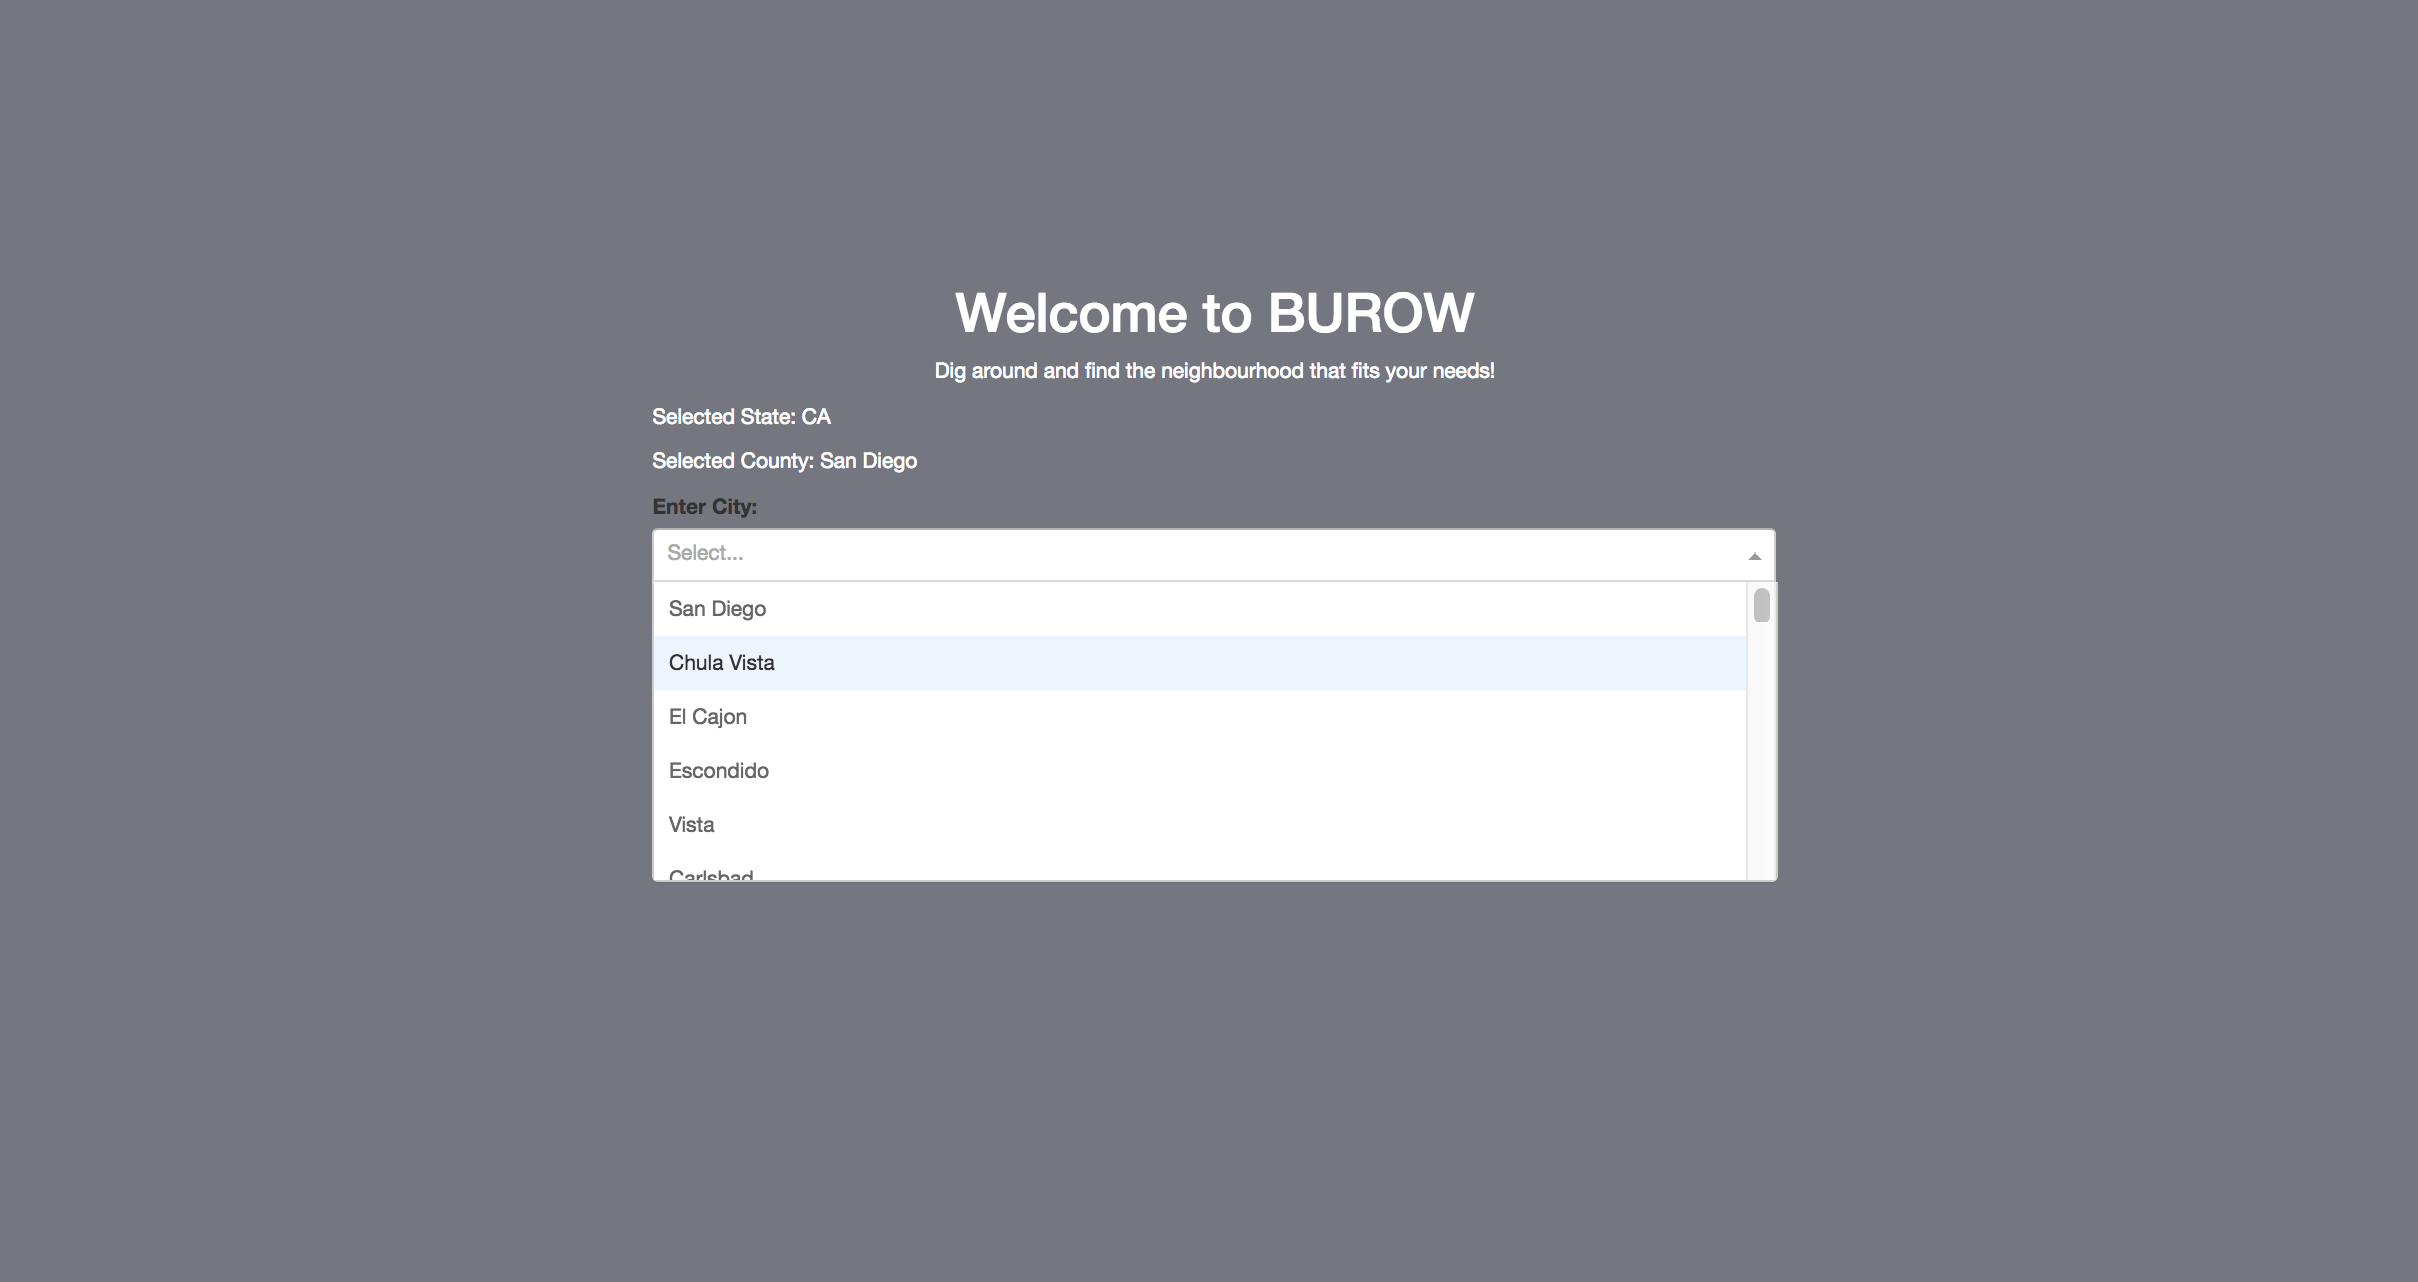 Welcome to BUROW
Dig around and find the neighbourhood that fits your needs!
Selected State: CA
Selected County: San Diego
Enter City:
Select...
San Diego
Chula Vista
El Cajon
Escondido
Vista
Carlsbad